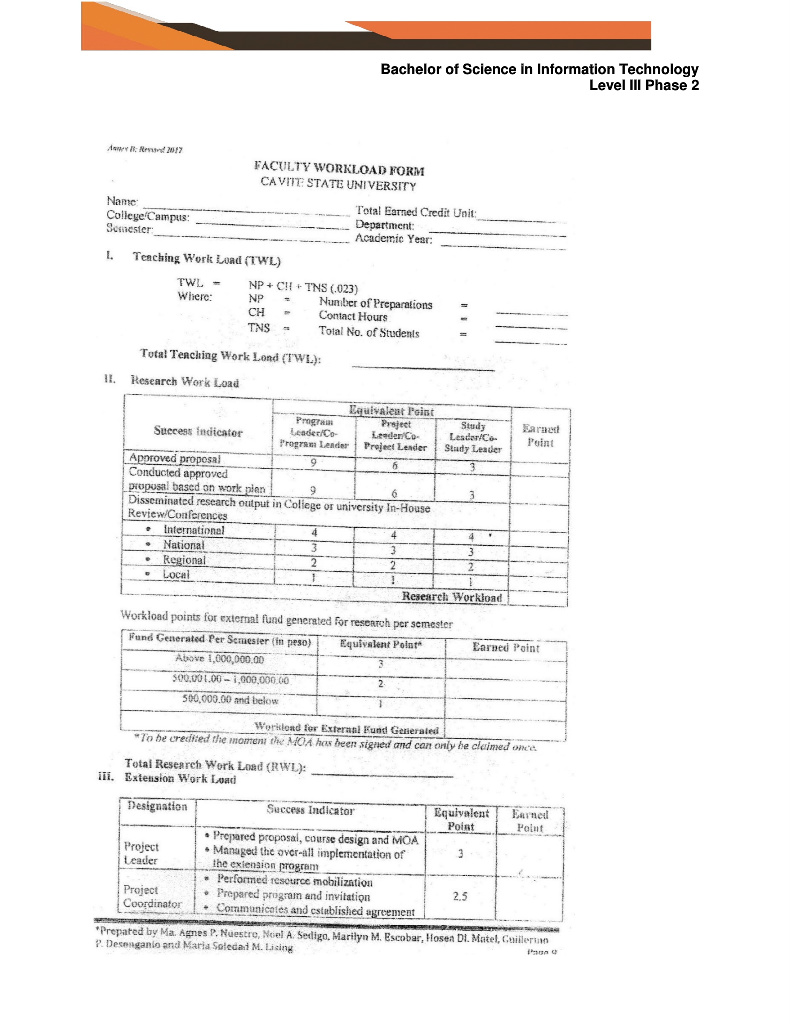 Bachelor of Science in Information Technology
Level III Phase 2
Annex B: Revised 2017
FACULTY WORKLOAD FORM
CAVITE STATE UNIVERSITY
Name: Total Earned Credit Unit:
College/Campus: Department:
Semester: Academic Year:
I. Teaching Work Load (TWL)
TWL = NP + CH + TNS (.023)
Where: NP = Number of Preparations =
CH = Contact Hours =
TNS = Total No. of Students =
Total Teaching Work Load (TWL):
II. Research Work Load
Success Indicator Equivalent Point Earned Point
Program Leader/Co-Program Leader Project Leader/Co-Project Leader Study Leader/Co-Study Leader
Approved proposal 9 6 3
Conducted approved
proposal based on work plan 9 6 3
Disseminated research output in College or university In-House
Review/Conferences
• International 4 4 4
• National 3 3 3
• Regional 2 2 2
• Local 1 1 1
Research Workload
Workload points for external fund generated for research per semester
Fund Generated Per Semester (in peso) Equivalent Point* Earned Point
Above 1,000,000.00 3
500,001.00 – 1,000,000.00 2
500,000.00 and below 1
Workload for External Fund Generated
*To be credited the moment the MOA has been signed and can only be claimed once.
Total Research Work Load (RWL):
III. Extension Work Load
Designation Success Indicator Equivalent Point Earned Point
Project Leader
• Prepared proposal, course design and MOA
• Managed the over-all implementation of
the extension program
3
Project Coordinator
• Performed resource mobilization
• Prepared program and invitation
• Communicates and established agreement
2.5
*Prepared by Ma. Agnes P. Nuestro, Noel A. Sedigo, Marilyn M. Escobar, Hosea Dl. Matel, Guillermo
P. Desenganio and Maria Soledad M. Lising
Page